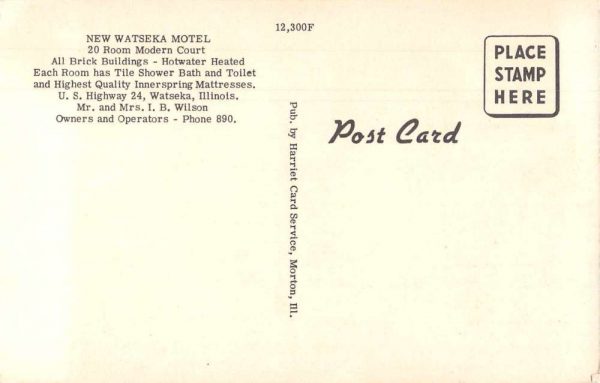 12,300F
NEW WATSEKA MOTEL
20 Room Modern Court
All Brick Buildings - Hotwater Heated
Each Room has Tile Shower Bath and Toilet
and Highest Quality Innerspring Mattresses.
U. S. Highway 24, Watseka, Illinois.
Mr. and Mrs. I. B. Wilson
Owners and Operators - Phone 890.
Pub. by Harriet Card Service, Morton, Ill.
Post Card
PLACE
STAMP
HERE